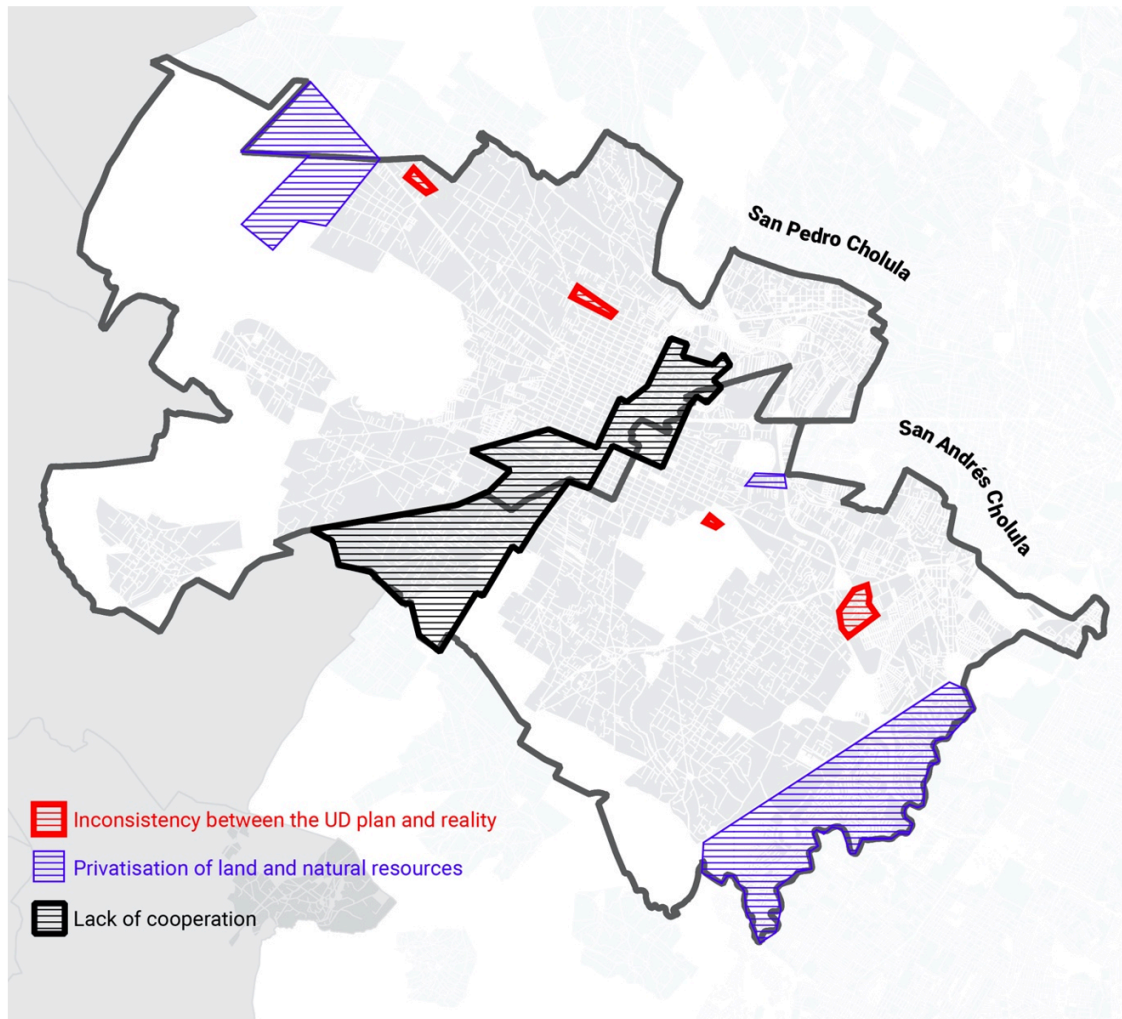 San Pedro Cholula
San Andrés Cholula
Inconsistency between the UD plan and reality
Privatisation of land and natural resources
Lack of cooperation